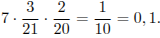 7 · 3/21 · 2/20 = 1/10 = 0,1.